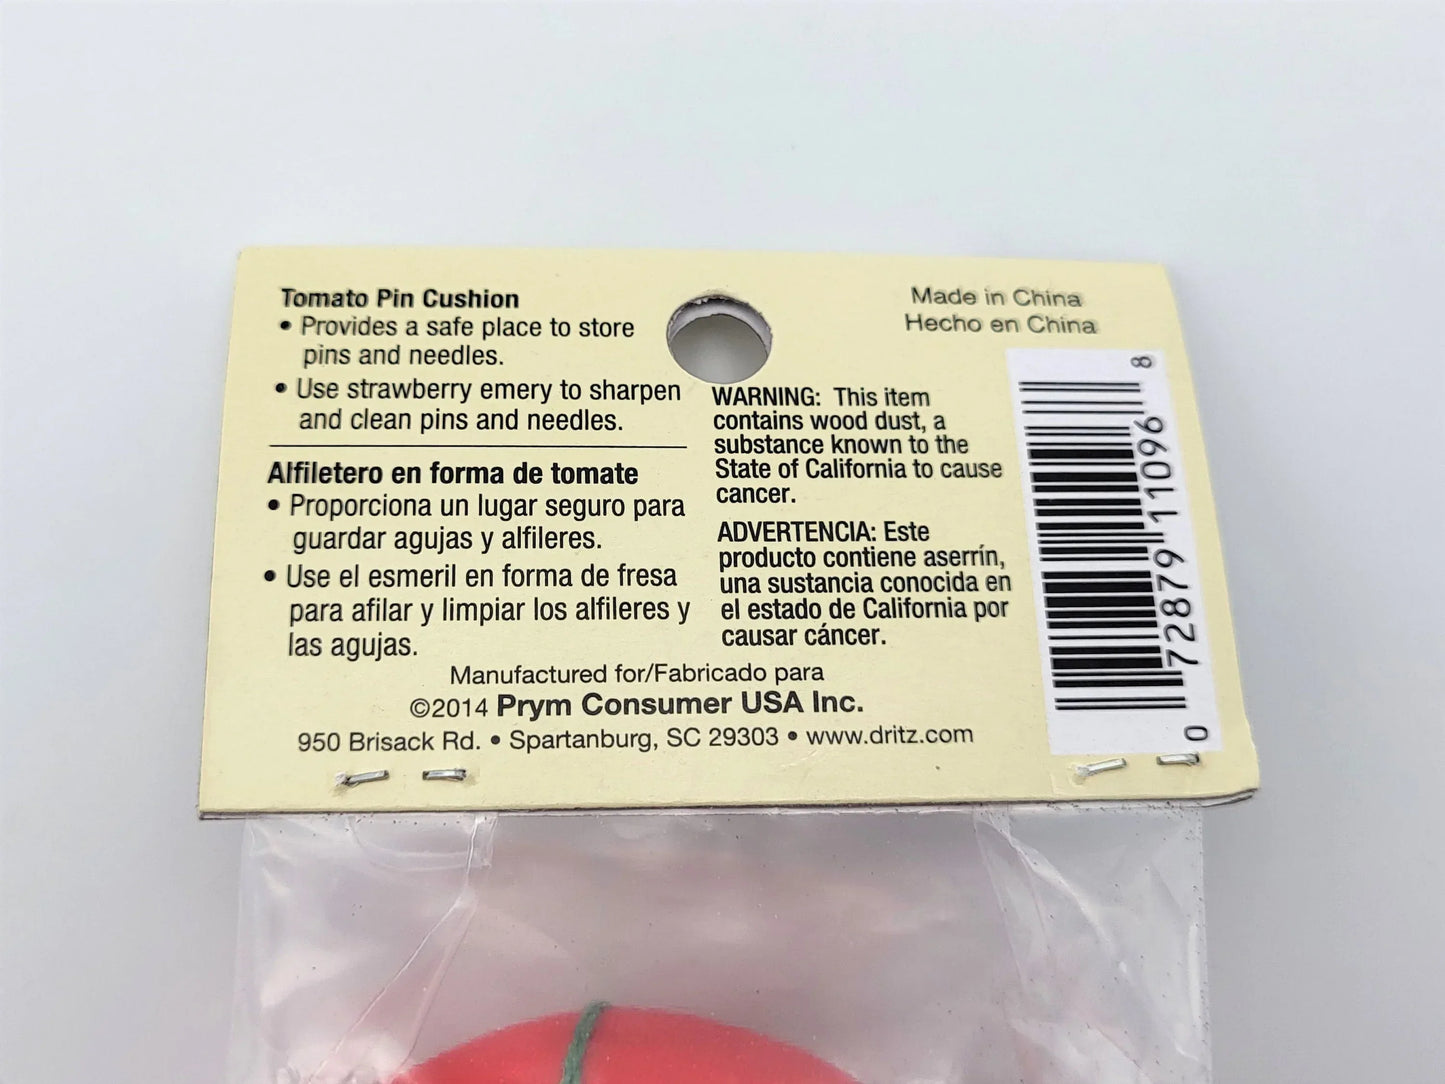 Tomato Pin Cushion
• Provides a safe place to store
pins and needles.
• Use strawberry emery to sharpen
and clean pins and needles.
Alfiletero en forma de tomate
• Proporciona un lugar seguro para
guardar agujas y alfileres.
• Use el esmeril en forma de fresa
para afilar y limpiar los alfileres y
las agujas.
Made in China
Hecho en China
WARNING: This item
contains wood dust, a
substance known to the
State of California to cause
cancer.
ADVERTENCIA: Este
producto contiene aserrín,
una sustancia conocida en
el estado de California por
causar cáncer.
0 72879 11096 8
Manufactured for/Fabricado para
©2014 Prym Consumer USA Inc.
950 Brisack Rd. • Spartanburg, SC 29303 • www.dritz.com